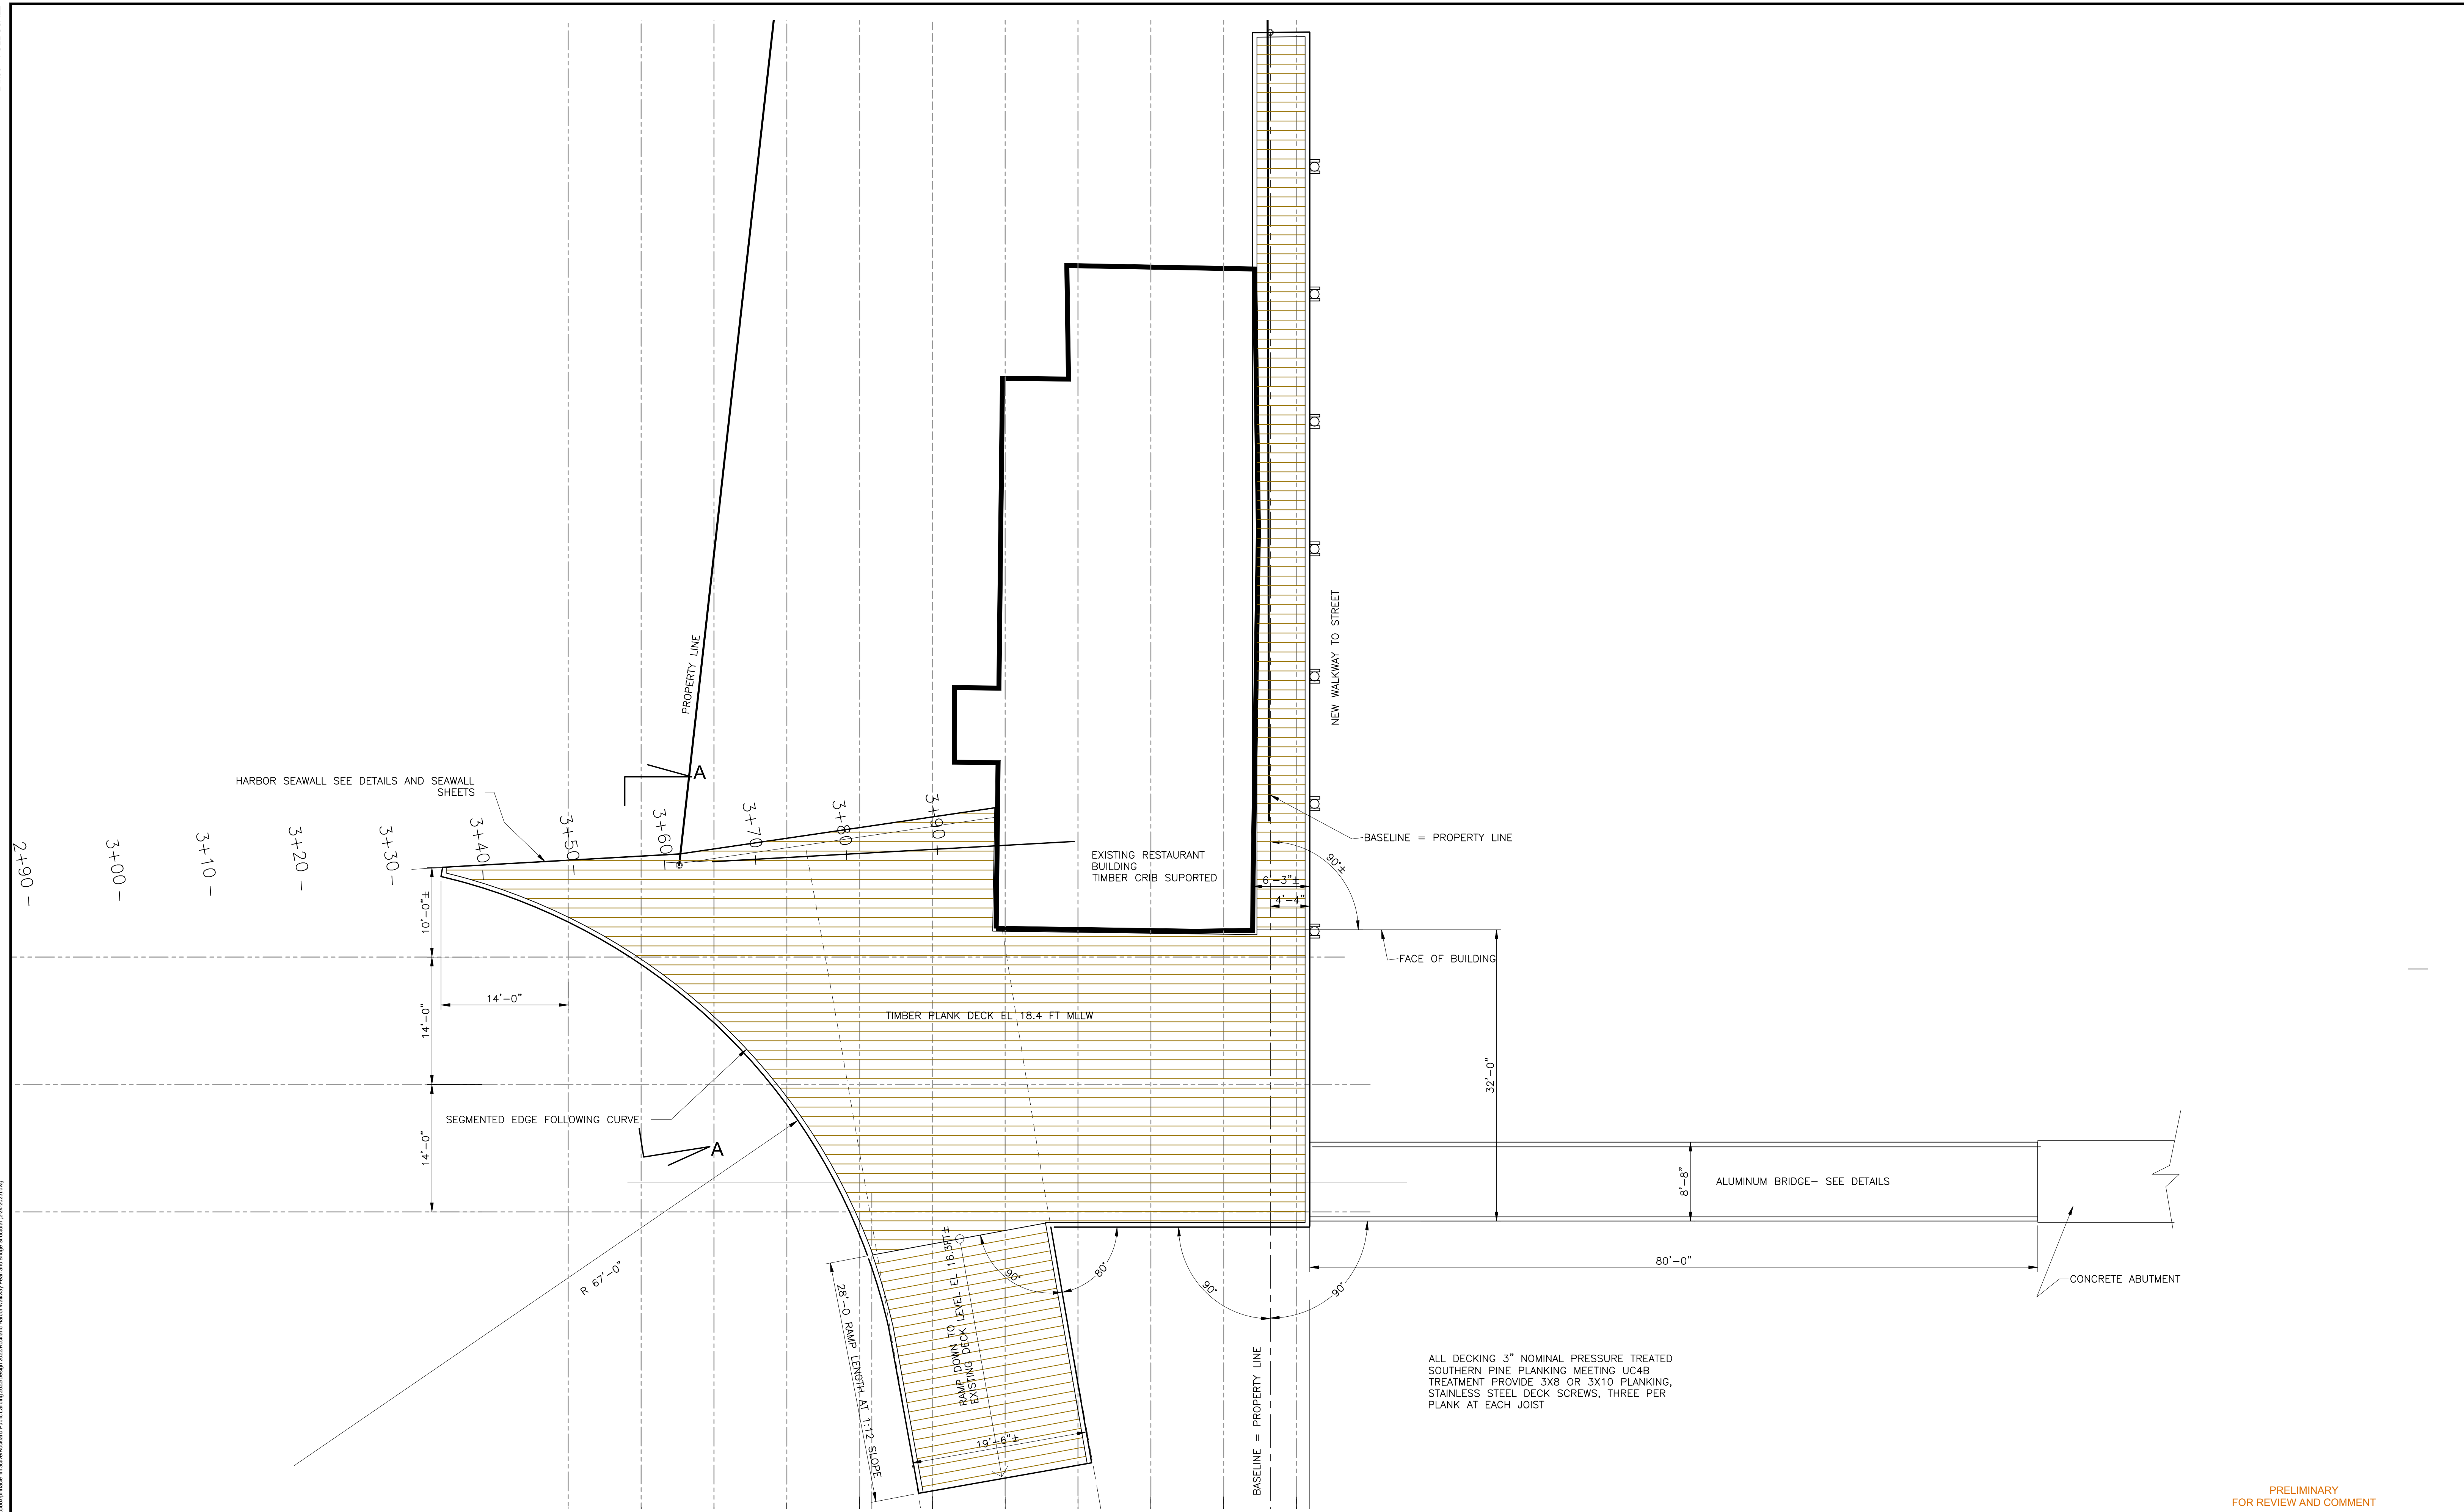 PROPERTY LINE
NEW WALKWAY TO STREET
HARBOR SEAWALL SEE DETAILS AND SEAWALL
SHEETS
A
2+90
3+00
3+10
3+20
3+30
3+40
3+50
3+60
3+70
3+80
3+90
BASELINE = PROPERTY LINE
EXISTING RESTAURANT
BUILDING
TIMBER CRIB SUPORTED
90°±
6'-3"±
4'-4"
10'-0"±
FACE OF BUILDING
14'-0"
14'-0"
TIMBER PLANK DECK EL 18.4 FT MLLW
32'-0"
SEGMENTED EDGE FOLLOWING CURVE
A
14'-0"
8'-8"
ALUMINUM BRIDGE- SEE DETAILS
80'-0"
CONCRETE ABUTMENT
R 67'-0"
28'-0 RAMP LENGTH AT 1:12 SLOPE
RAMP DOWN TO
EXISTING DECK LEVEL EL 16.3FT±
90°
80°
90°
90°
19'-6"±
BASELINE = PROPERTY LINE
ALL DECKING 3" NOMINAL PRESSURE TREATED
SOUTHERN PINE PLANKING MEETING UC4B
TREATMENT PROVIDE 3X8 OR 3X10 PLANKING,
STAINLESS STEEL DECK SCREWS, THREE PER
PLANK AT EACH JOIST
PRELIMINARY
FOR REVIEW AND COMMENT